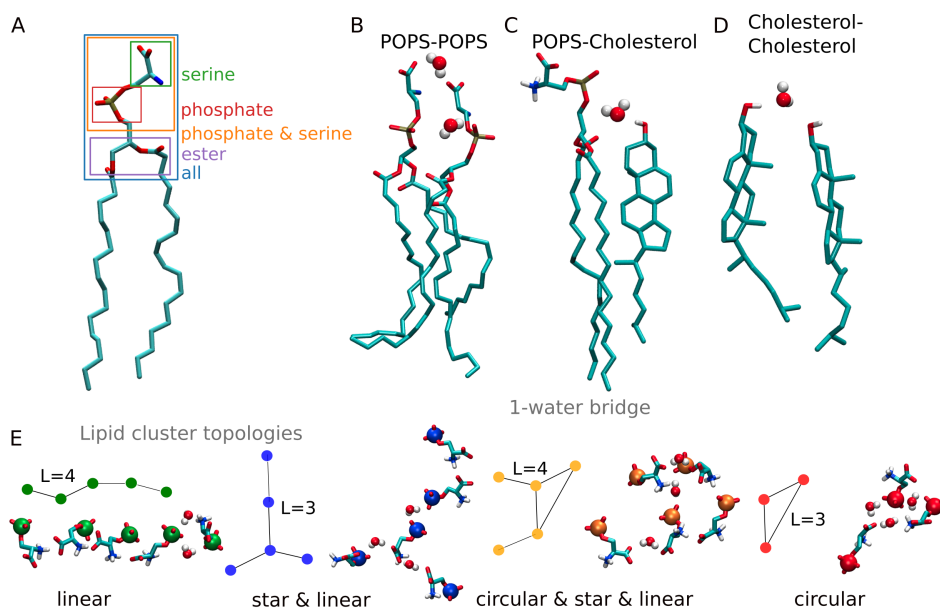 A
serine
phosphate
phosphate & serine
ester
all
B
POPS-POPS
C
POPS-Cholesterol
D
Cholesterol-
Cholesterol
1-water bridge
E
Lipid cluster topologies
L=4
linear
L=3
star & linear
L=4
circular & star & linear
L=3
circular